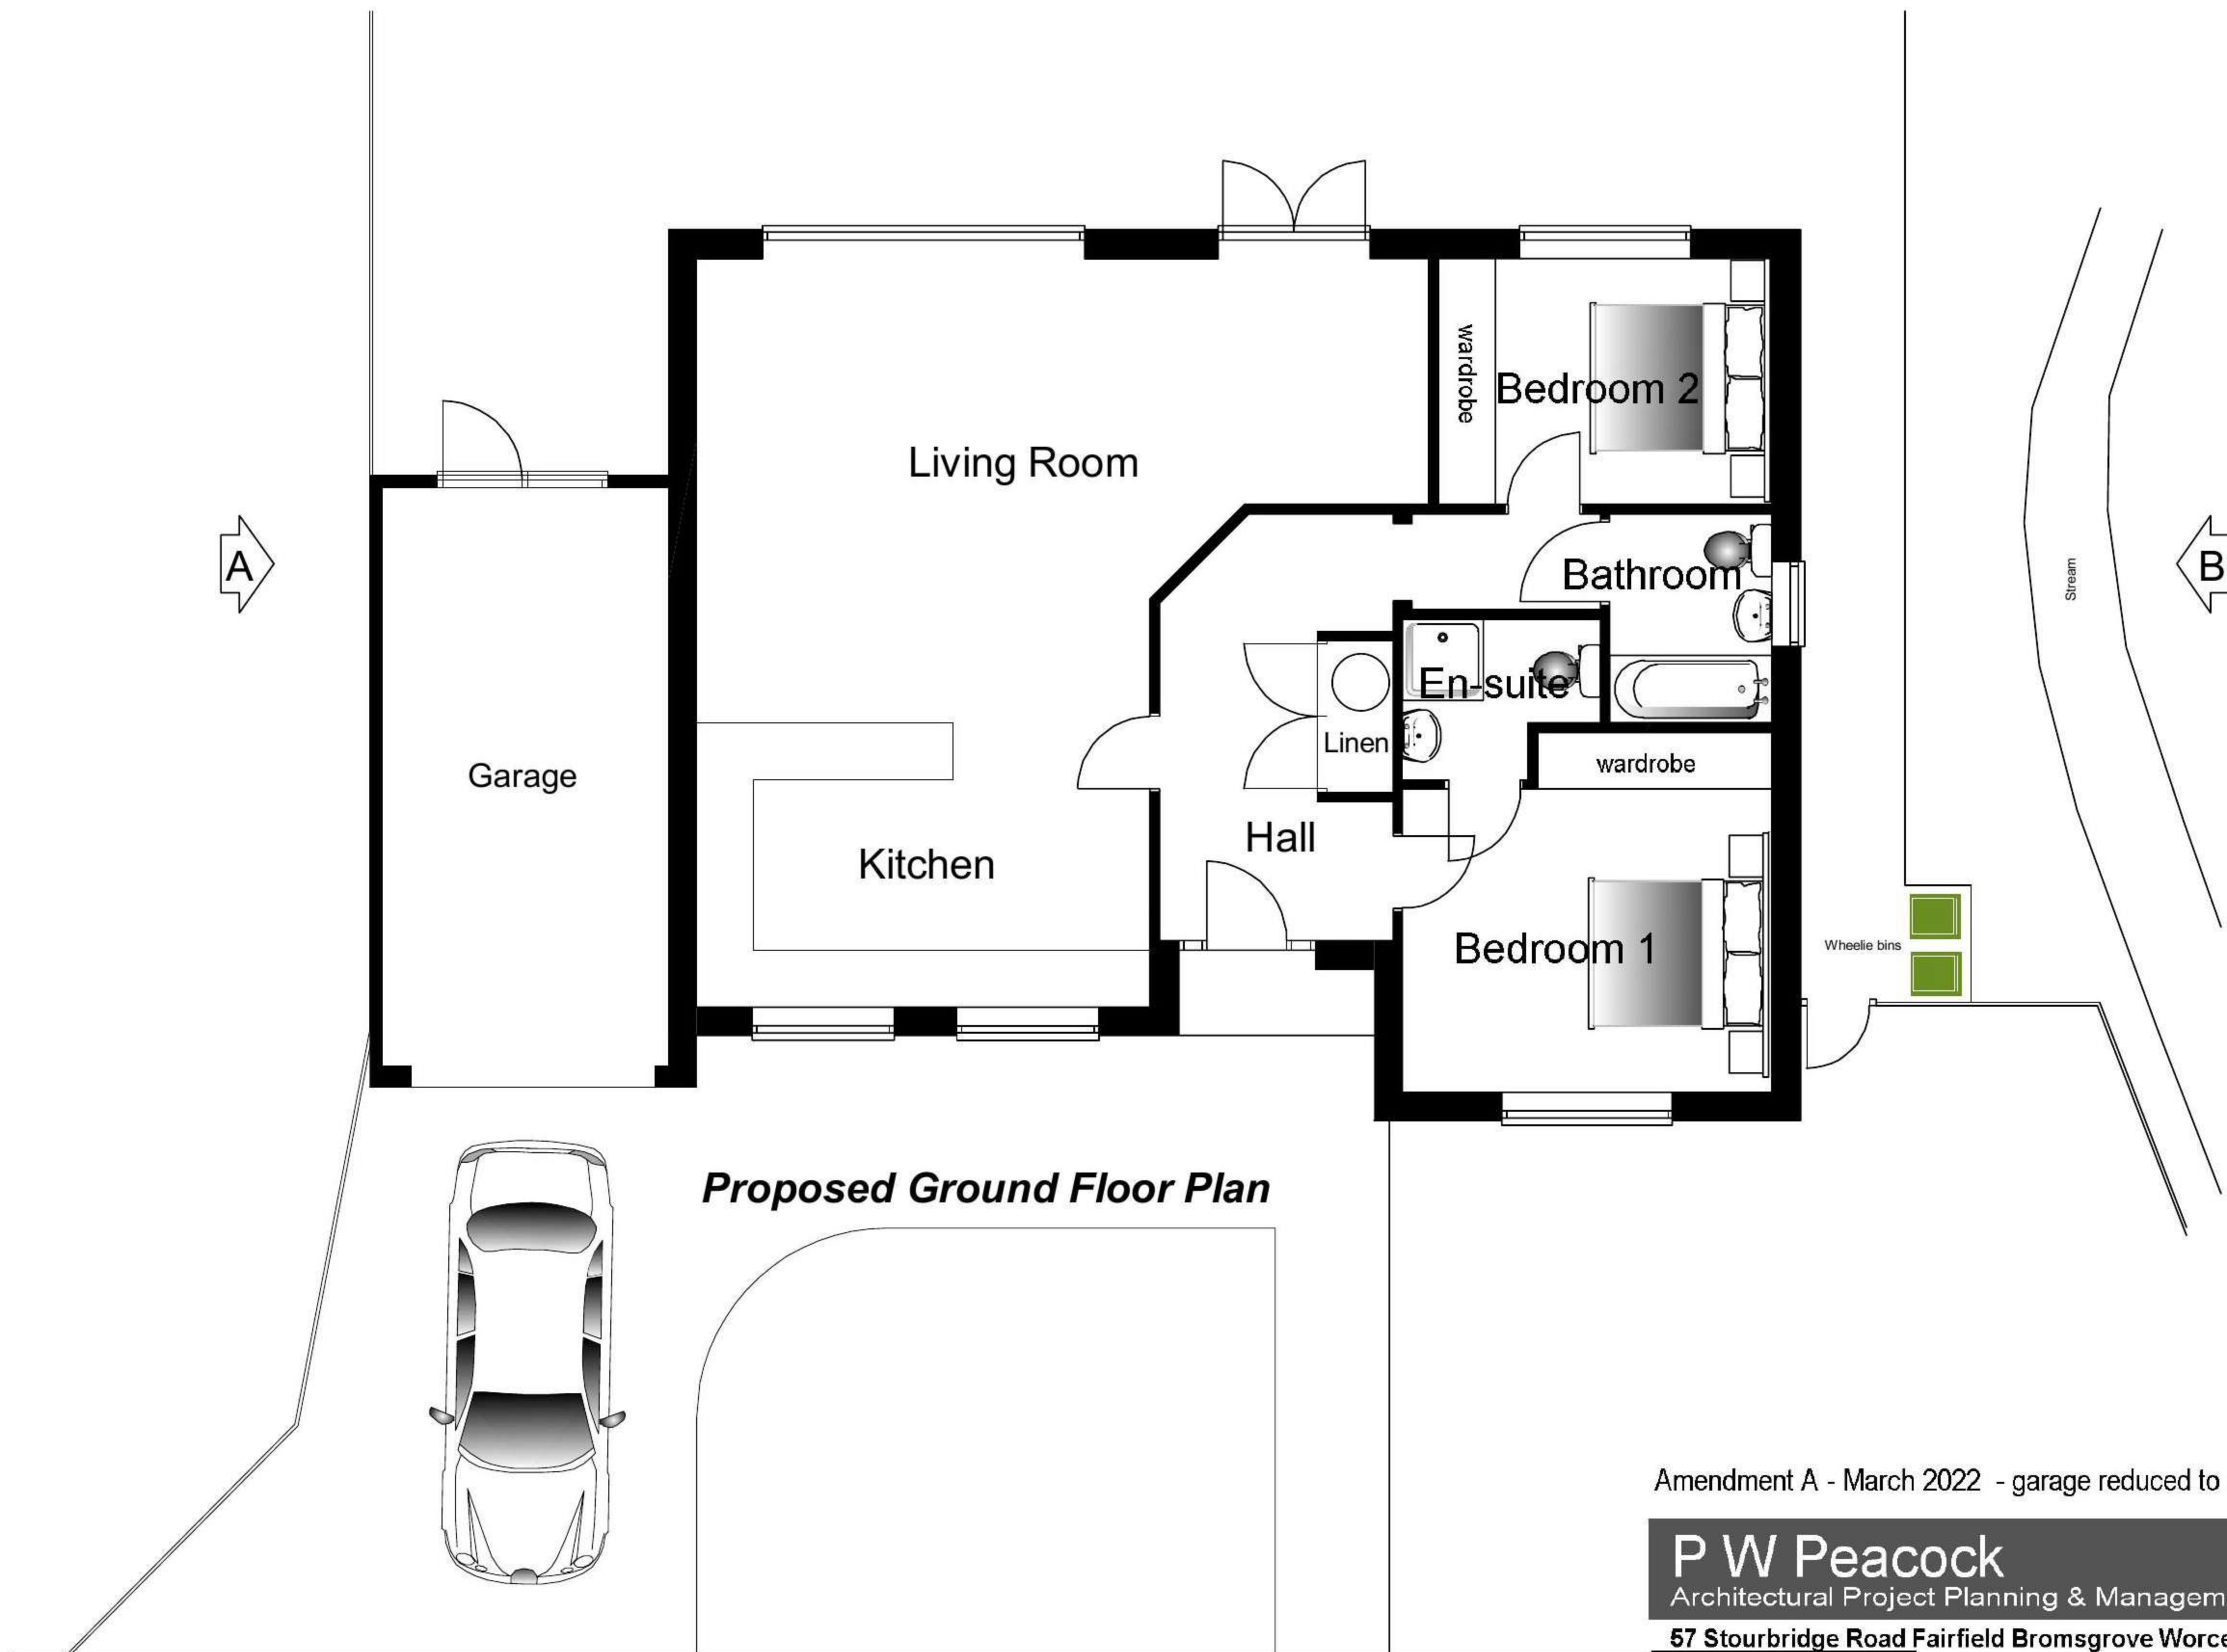 wardrobe
Bedroom 2
Living Room
A
Bathroom
B
Stream
En-suite
Linen
wardrobe
Garage
Hall
Kitchen
Bedroom 1
Wheelie bins
Proposed Ground Floor Plan
Amendment A - March 2022 - garage reduced to
P W Peacock
Architectural Project Planning & Managem
57 Stourbridge Road Fairfield Bromsgrove Worce